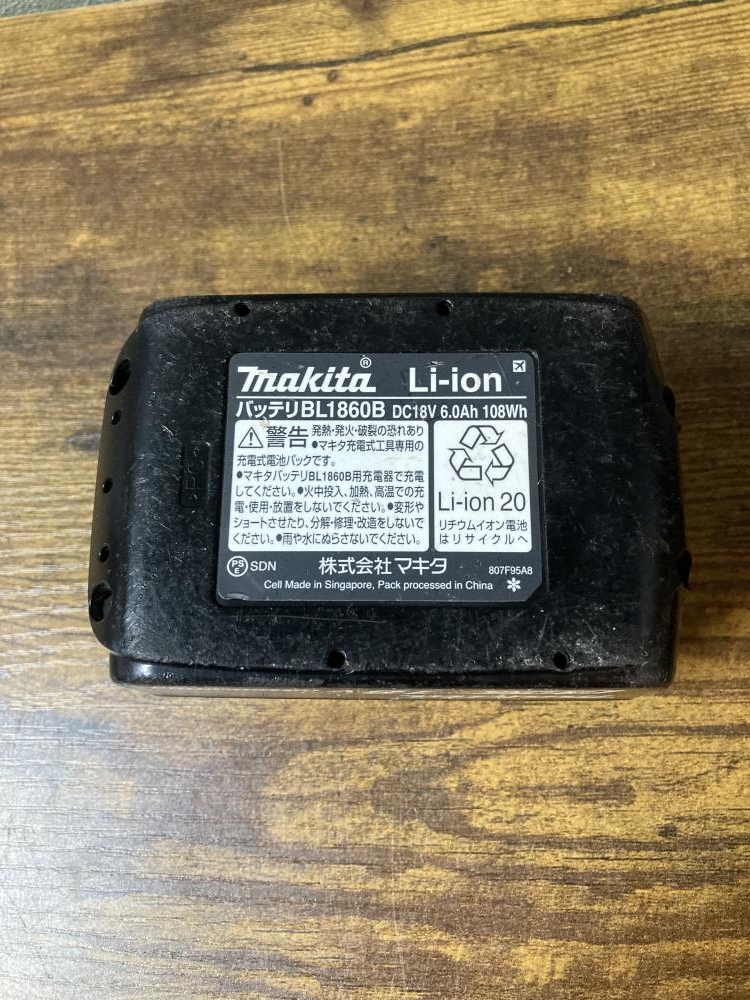 makita® Li-ion
バッテリBL1860B DC18V 6.0Ah 108Wh
警告 発熱・発火・破裂の恐れあり
●マキタ充電式工具専用の
充電式電池パックです。
●マキタバッテリBL1860B用充電器で充電
してください。●火中投入、加熱、高温での充
電・使用・放置をしないでください。●変形や
ショートさせたり、分解・修理・改造をしないで
ください。●雨や水にぬらさないでください。
Li-ion 20
リチウムイオン電池
はリサイクルへ
PS
E SDN 株式会社マキタ 807F95A8
Cell Made in Singapore, Pack processed in China